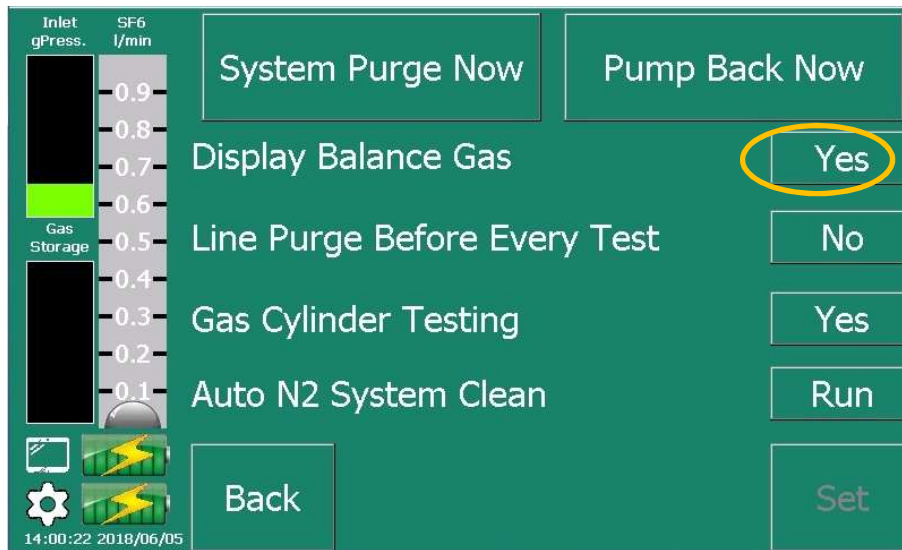 Inlet gPress.
SF6 l/min
System Purge Now
Pump Back Now
0.9
0.8
0.7
0.6
0.5
0.4
0.3
0.2
0.1
Display Balance Gas Yes
Gas Storage
Line Purge Before Every Test No
Gas Cylinder Testing Yes
Auto N2 System Clean Run
Back
Set
14:00:22 2018/06/05